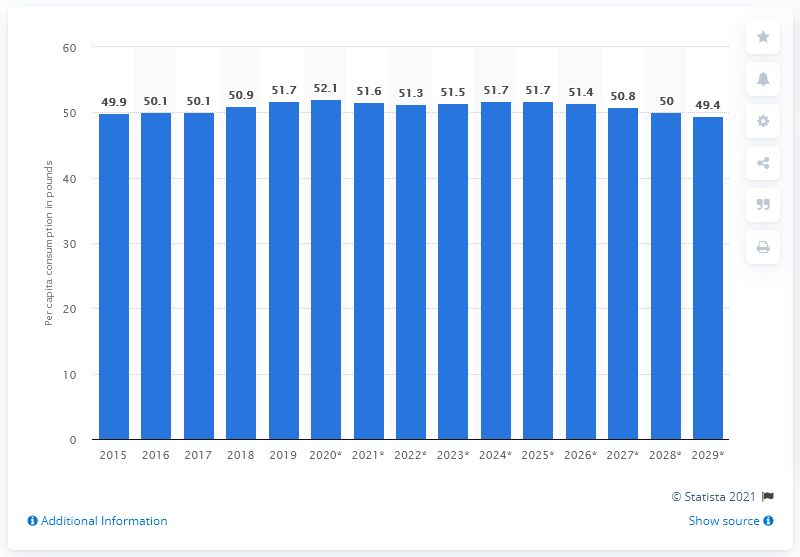 60
50
40
30
20
10
0
Per capita consumption in pounds
49.9 50.1 50.1 50.9 51.7 52.1 51.6 51.3 51.5 51.7 51.7 51.4 50.8 50 49.4
2015 2016 2017 2018 2019 2020* 2021* 2022* 2023* 2024* 2025* 2026* 2027* 2028* 2029*
© Statista 2021
Additional Information
Show source